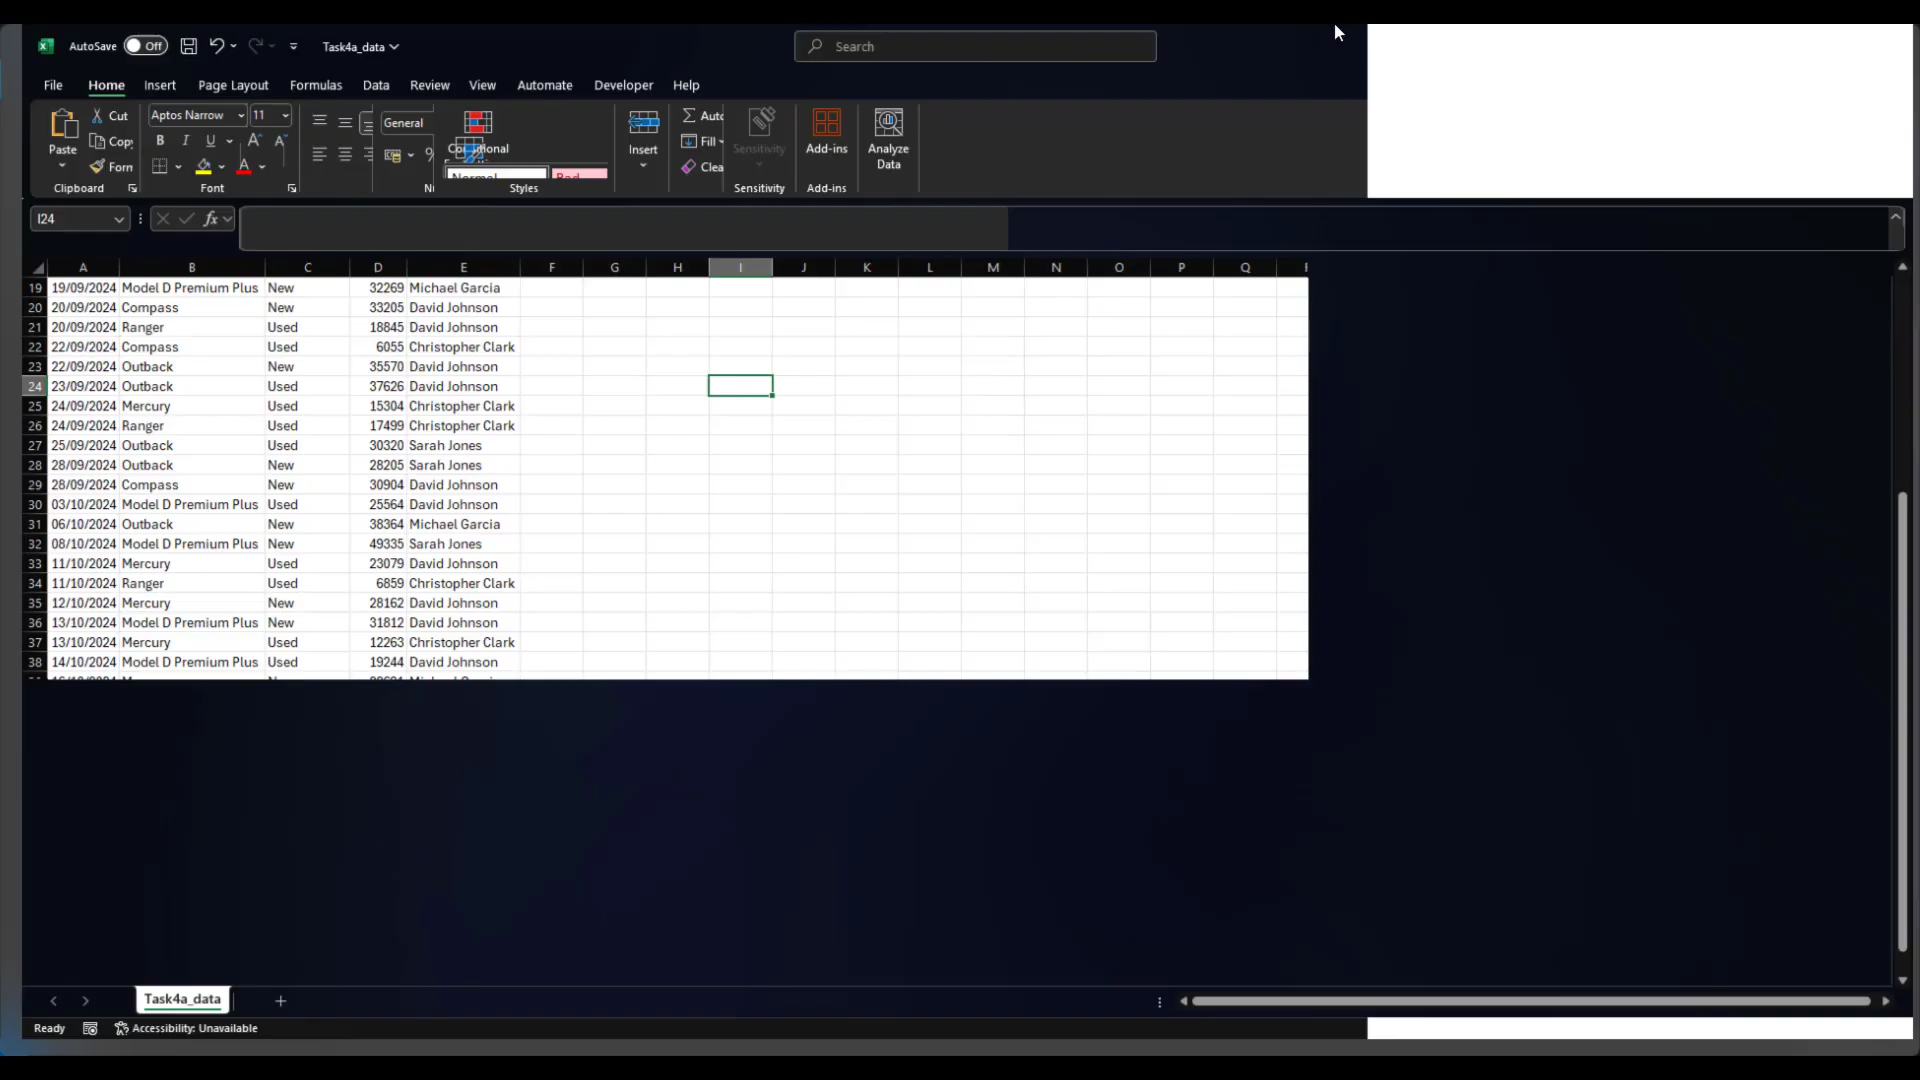 AutoSave Off Task4a_data Search
File Home Insert Page Layout Formulas Data Review View Automate Developer Help
Paste Cut Aptos Narrow 11 General Insert Auto Sensitivity Add-ins Analyze Data
Copy B I U A A Fill
Form A Clea
Normal Bad
Clipboard Font N Styles Sensitivity Add-ins
I24 fx
A B C D E F G H I J K L M N O P Q
19 19/09/2024 Model D Premium Plus New 32269 Michael Garcia
20 20/09/2024 Compass New 33205 David Johnson
21 20/09/2024 Ranger Used 18845 David Johnson
22 22/09/2024 Compass Used 6055 Christopher Clark
23 22/09/2024 Outback New 35570 David Johnson
24 23/09/2024 Outback Used 37626 David Johnson
25 24/09/2024 Mercury Used 15304 Christopher Clark
26 24/09/2024 Ranger Used 17499 Christopher Clark
27 25/09/2024 Outback Used 30320 Sarah Jones
28 28/09/2024 Outback New 28205 Sarah Jones
29 28/09/2024 Compass New 30904 David Johnson
30 03/10/2024 Model D Premium Plus Used 25564 David Johnson
31 06/10/2024 Outback New 38364 Michael Garcia
32 08/10/2024 Model D Premium Plus New 49335 Sarah Jones
33 11/10/2024 Mercury Used 23079 David Johnson
34 11/10/2024 Ranger Used 6859 Christopher Clark
35 12/10/2024 Mercury New 28162 David Johnson
36 13/10/2024 Model D Premium Plus New 31812 David Johnson
37 13/10/2024 Mercury Used 12263 Christopher Clark
38 14/10/2024 Model D Premium Plus Used 19244 David Johnson
Task4a_data
Ready Accessibility: Unavailable